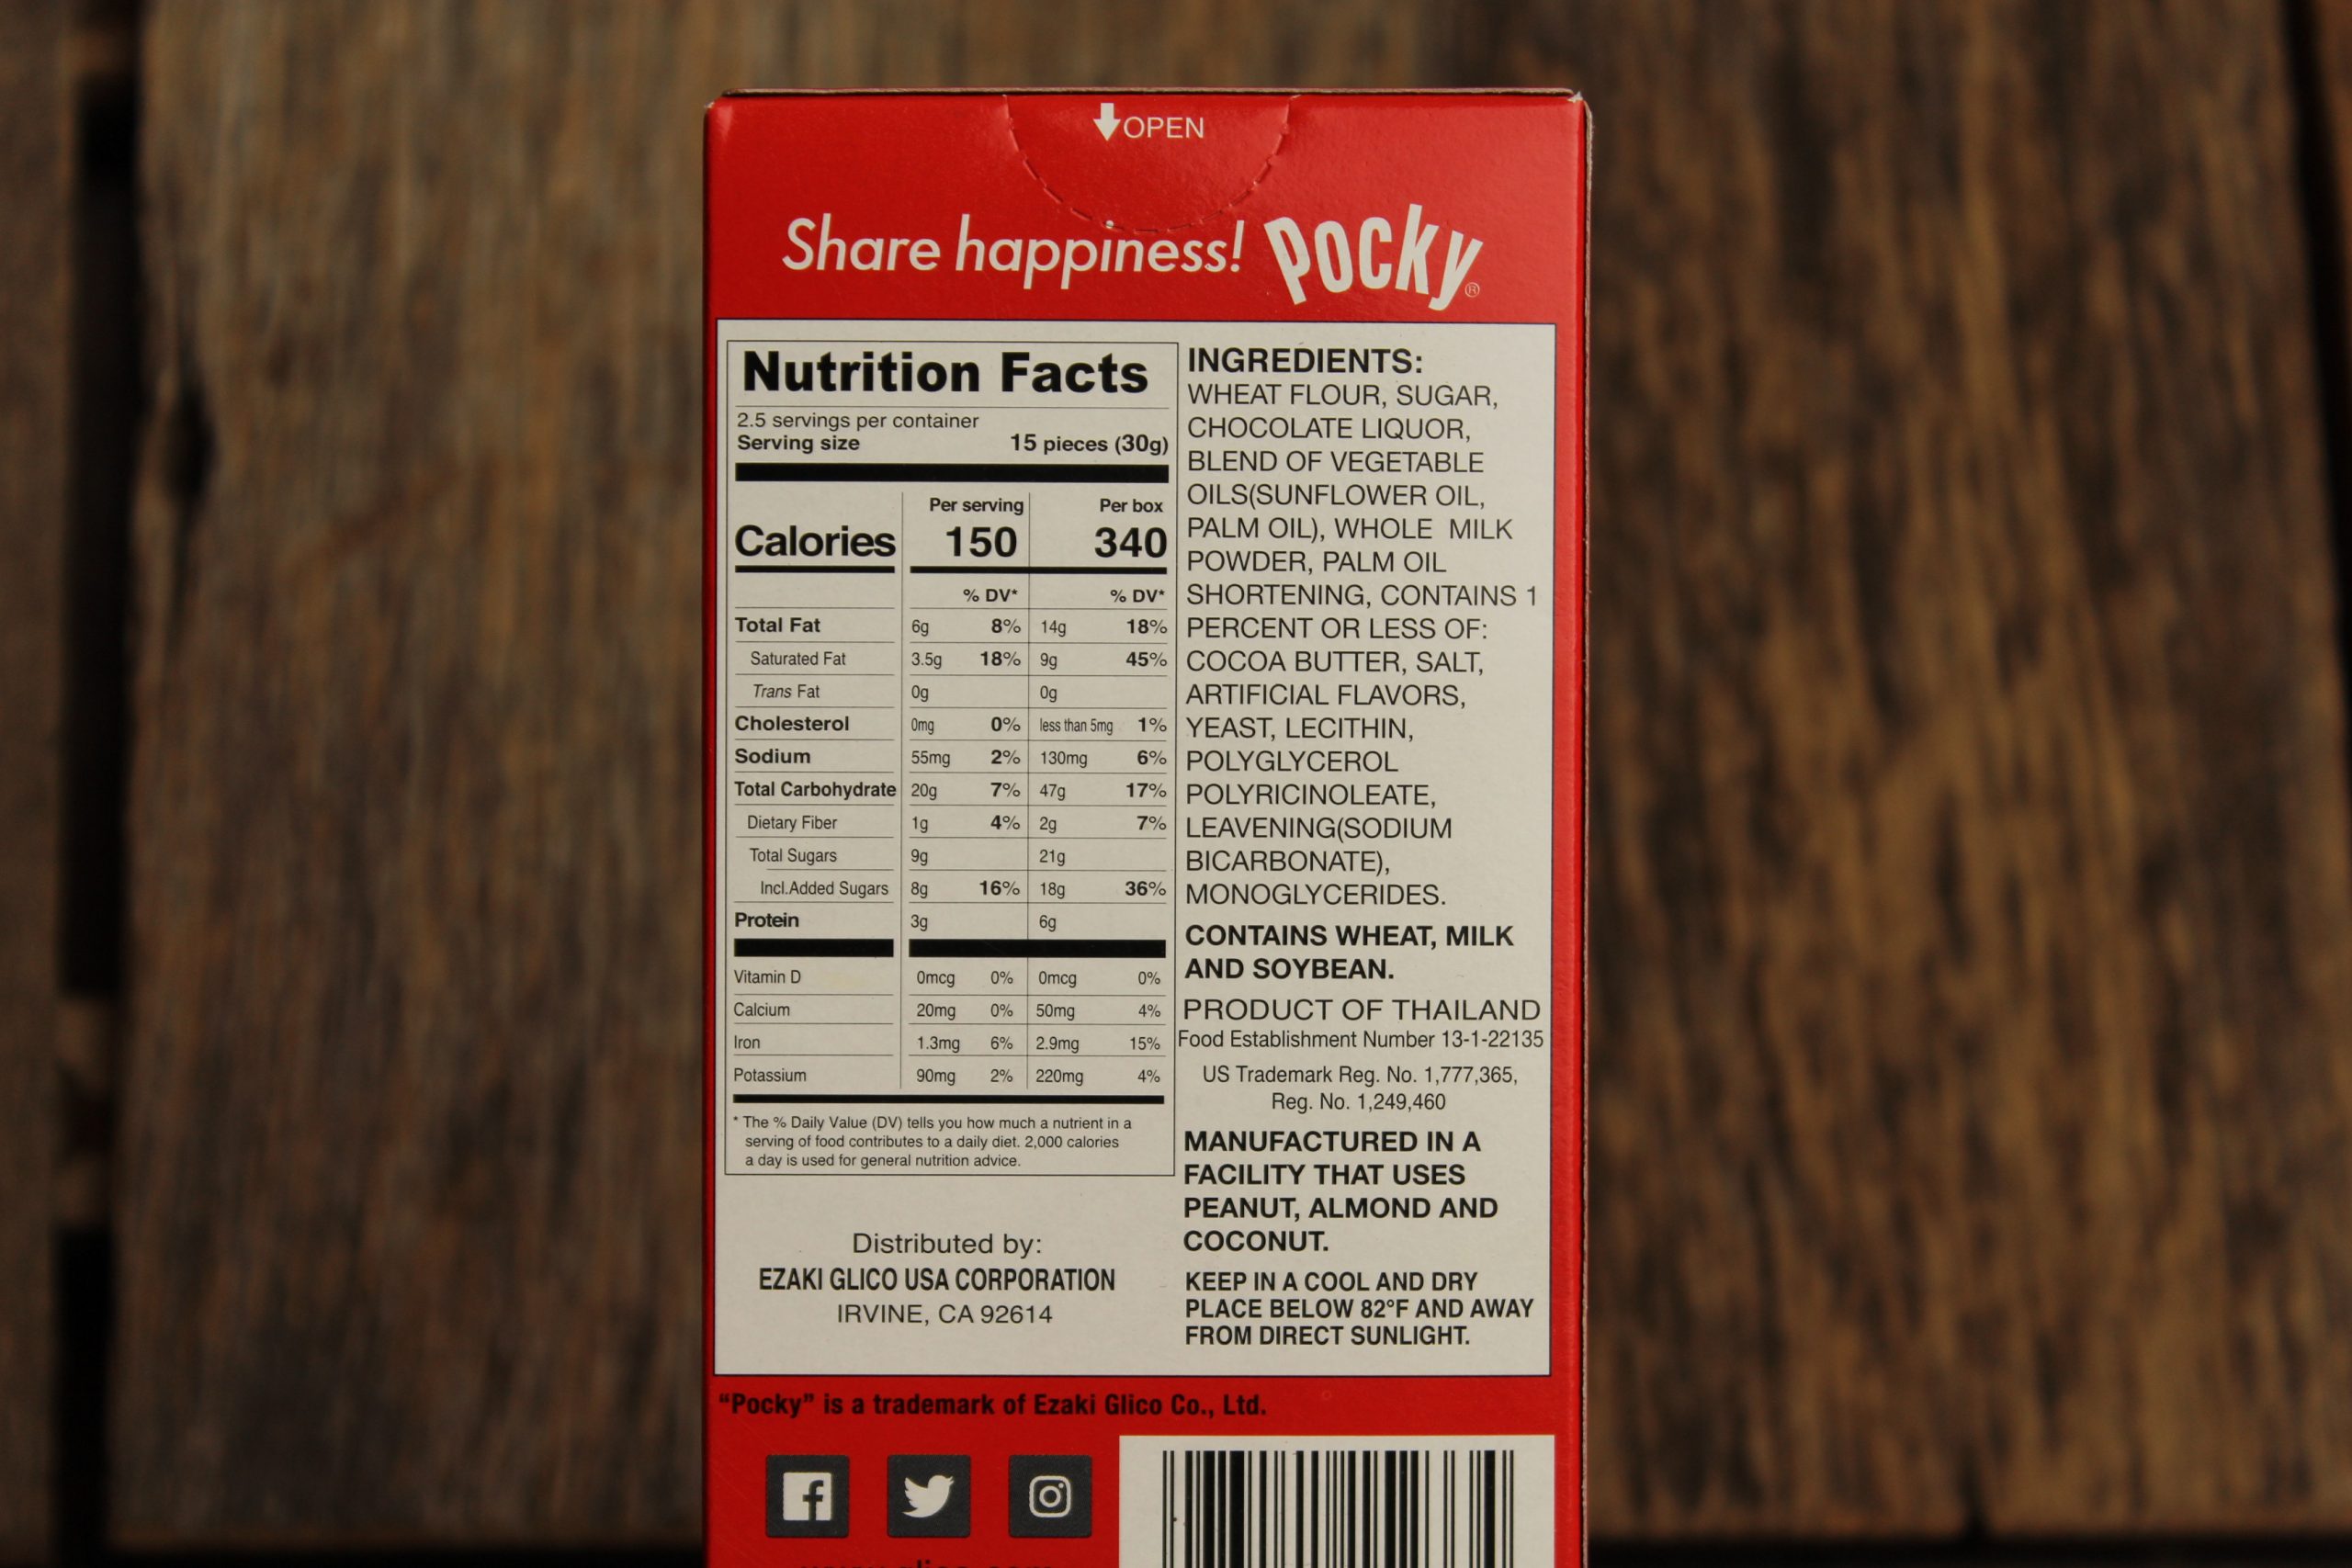 OPEN
Share happiness! Pocky®
Nutrition Facts
2.5 servings per container
Serving size 15 pieces (30g)
Per serving Per box
Calories 150 340
% DV* % DV*
Total Fat 6g 8% 14g 18%
Saturated Fat 3.5g 18% 9g 45%
Trans Fat 0g 0g
Cholesterol 0mg 0% less than 5mg 1%
Sodium 55mg 2% 130mg 6%
Total Carbohydrate 20g 7% 47g 17%
Dietary Fiber 1g 4% 2g 7%
Total Sugars 9g 21g
Incl.Added Sugars 8g 16% 18g 36%
Protein 3g 6g
Vitamin D 0mcg 0% 0mcg 0%
Calcium 20mg 0% 50mg 4%
Iron 1.3mg 6% 2.9mg 15%
Potassium 90mg 2% 220mg 4%
* The % Daily Value (DV) tells you how much a nutrient in a
serving of food contributes to a daily diet. 2,000 calories
a day is used for general nutrition advice.
Distributed by:
EZAKI GLICO USA CORPORATION
IRVINE, CA 92614
INGREDIENTS:
WHEAT FLOUR, SUGAR,
CHOCOLATE LIQUOR,
BLEND OF VEGETABLE
OILS(SUNFLOWER OIL,
PALM OIL), WHOLE MILK
POWDER, PALM OIL
SHORTENING, CONTAINS 1
PERCENT OR LESS OF:
COCOA BUTTER, SALT,
ARTIFICIAL FLAVORS,
YEAST, LECITHIN,
POLYGLYCEROL
POLYRICINOLEATE,
LEAVENING(SODIUM
BICARBONATE),
MONOGLYCERIDES.
CONTAINS WHEAT, MILK
AND SOYBEAN.
PRODUCT OF THAILAND
Food Establishment Number 13-1-22135
US Trademark Reg. No. 1,777,365,
Reg. No. 1,249,460
MANUFACTURED IN A
FACILITY THAT USES
PEANUT, ALMOND AND
COCONUT.
KEEP IN A COOL AND DRY
PLACE BELOW 82°F AND AWAY
FROM DIRECT SUNLIGHT.
“Pocky” is a trademark of Ezaki Glico Co., Ltd.